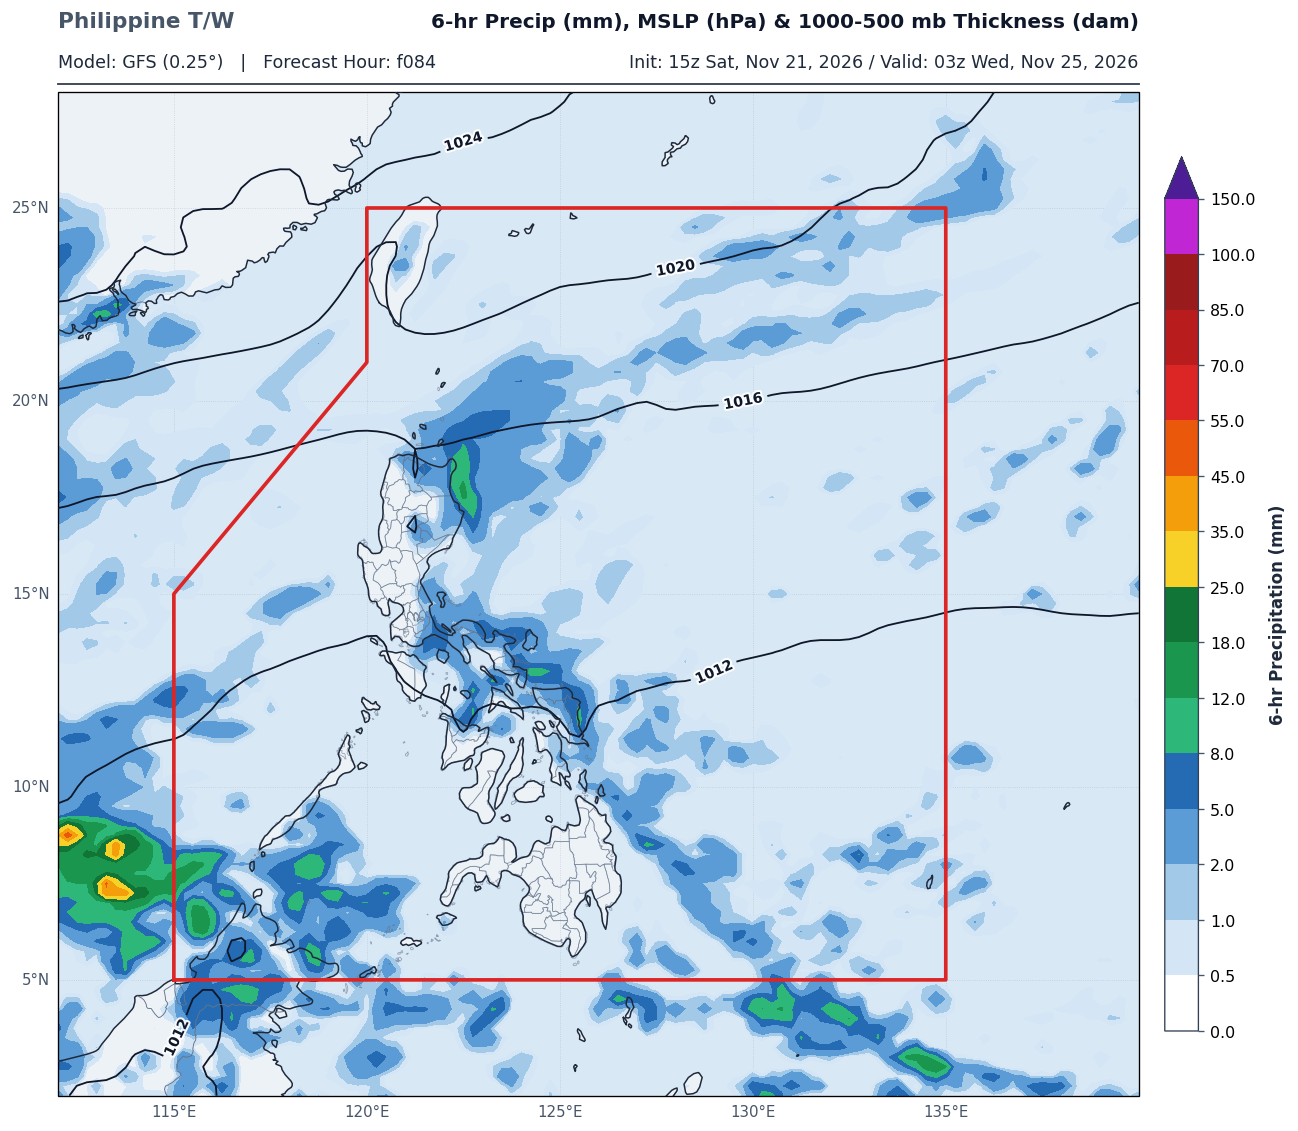 Philippine T/W
6-hr Precip (mm), MSLP (hPa) & 1000-500 mb Thickness (dam)
Model: GFS (0.25°) | Forecast Hour: f084
Init: 15z Sat, Nov 21, 2026 / Valid: 03z Wed, Nov 25, 2026
1024
1020
1016
1012
1012
25°N
20°N
15°N
10°N
5°N
115°E
120°E
125°E
130°E
135°E
150.0
100.0
85.0
70.0
55.0
45.0
35.0
25.0
18.0
12.0
8.0
5.0
2.0
1.0
0.5
0.0
6-hr Precipitation (mm)